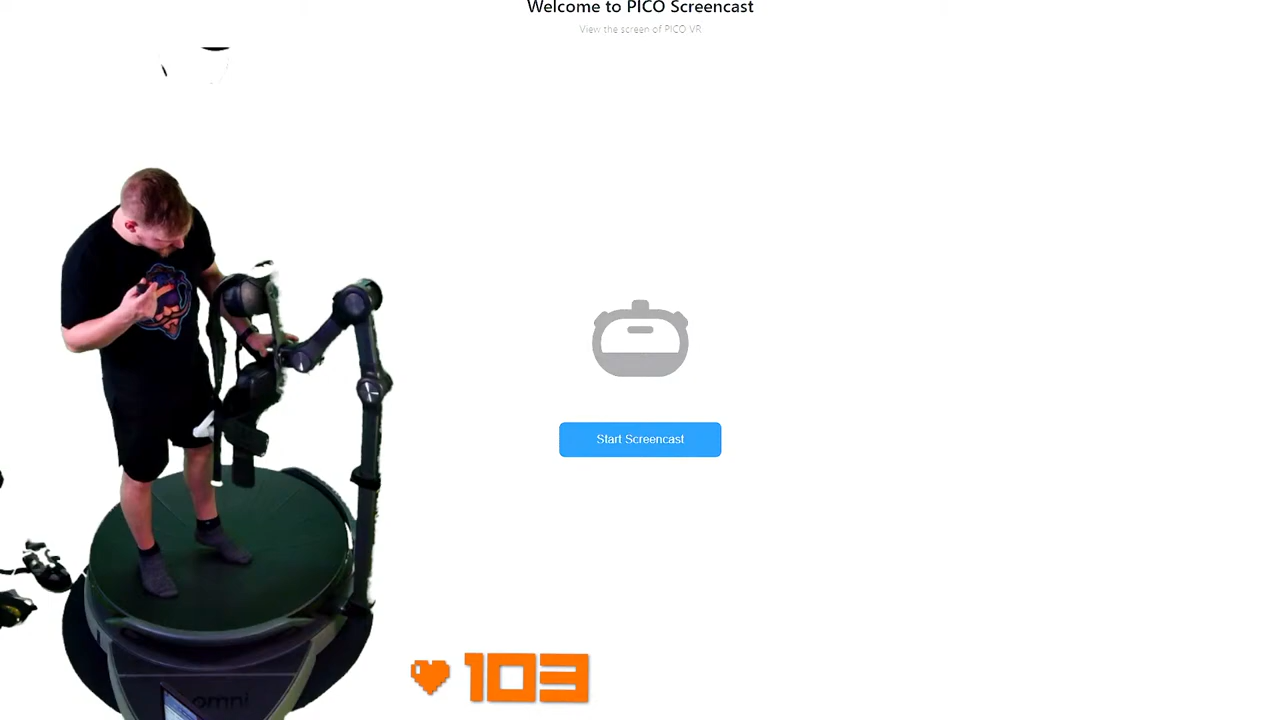 Welcome to PICO Screencast
View the screen of PICO VR
Start Screencast
103
omni